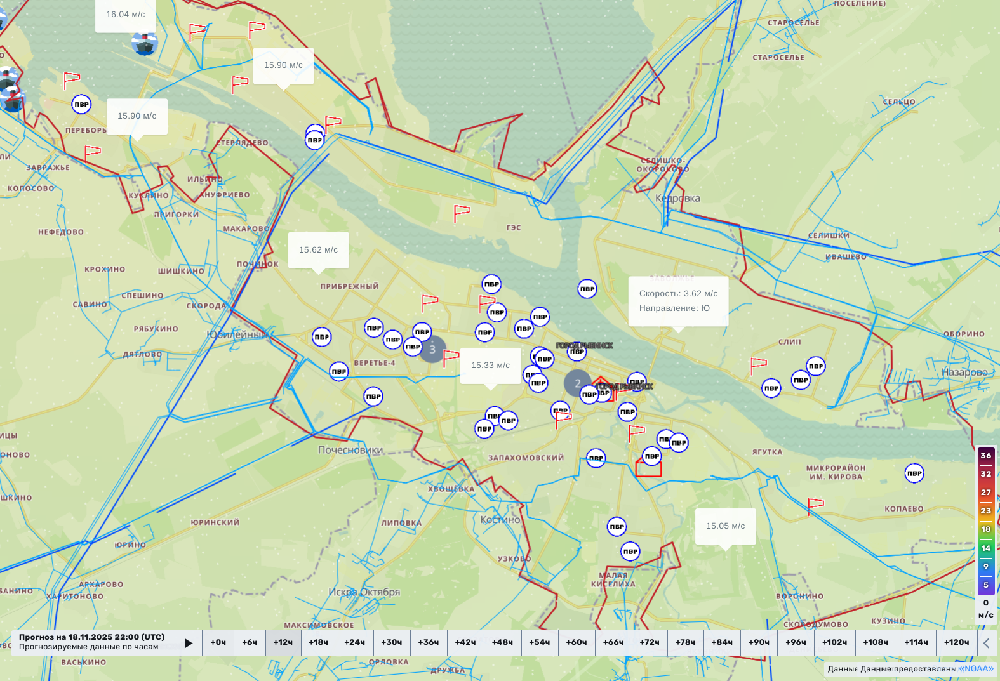 ПОСЕЛЕНИЕ)
16.04 м/с
СТАРОСЕЛЬЕ
СТАРОСЕЛЬЕ
15.90 м/с
ПВР
СЕЛЬЦО
15.90 м/с
ПЕРЕБОРЫ
ПВР
СТЕРЛЯДЕВО
ЗАВРАЖЬЕ
СЕЛИШКО-
ОКОРОКОВО
КОПОСОВО
ИЛЬИНО
АНУФРИЕВО
КУКЛИНО
Кедровка
ПРИГОРКИ
МАКАРОВО
ГЭС
НЕФЕДОВО
СЕЛИШКИ
15.62 м/с
ИВАШЕВО
ПОЧИНОК
КРОХИНО
ШИШКИНО
ЗАВОЛЖЬЕ
ПРИБРЕЖНЫЙ
ПВР
ПВР
Скорость: 3.62 м/с
Направление: Ю
СПЕШИНО
САВИНО
СКОРОДА
ПВР
ПВР
РЯБУКИНО
Юбилейный
ПВР
ПВР
ПВР
ПВР
ПВР
ПВР
ПВР
3
ОБОРИНО
СЛИП
ДЯТЛОВО
ГОРОД РЫБИНСК
ПВР
ПВР
ВЕРЕТЬЕ-4
15.33 м/с
ПВР
ПВР
Назарово
ПВР
ПВР
2
ПВР
ГОРОД РЫБИНСК
ПВР
ПВР
ПВР
ПВР
ПВР
ПВР
ПВР
ПВР
ПВР
ПВР
ПВР
ПВР
Почесновики
ЗАПАХОМОВСКИЙ
ПВР
ПВР
ЯГУТКА
МИКРОРАЙОН
ИМ. КИРОВА
ПВР
ХВОЩЁВКА
КОПАЕВО
ЮРИНСКИЙ
ЛИПОВКА
Костино
ПВР
15.05 м/с
ЮРИНО
ПВР
УЗКОВО
МАЛАЯ
КИСЕЛИХА
АРХАРОВО
ХАРИТОНОВО
Искра Октября
ВОРОНИНО
МАКСИМОВСКОЕ
СКОРОДУМОВО
КУЗИНО
36
32
27
23
18
14
9
5
0
м/с
Прогноз на 18.11.2025 22:00 (UTC)
Прогнозируемые данные по часам
+0ч +6ч +12ч +18ч +24ч +30ч +36ч +42ч +48ч +54ч +60ч +66ч +72ч +78ч +84ч +90ч +96ч +102ч +108ч +114ч +120ч
ВАСЬКИНО
ОРЛОВКА
ДРУЖБА
Данные Данные предоставлены «NOAA»